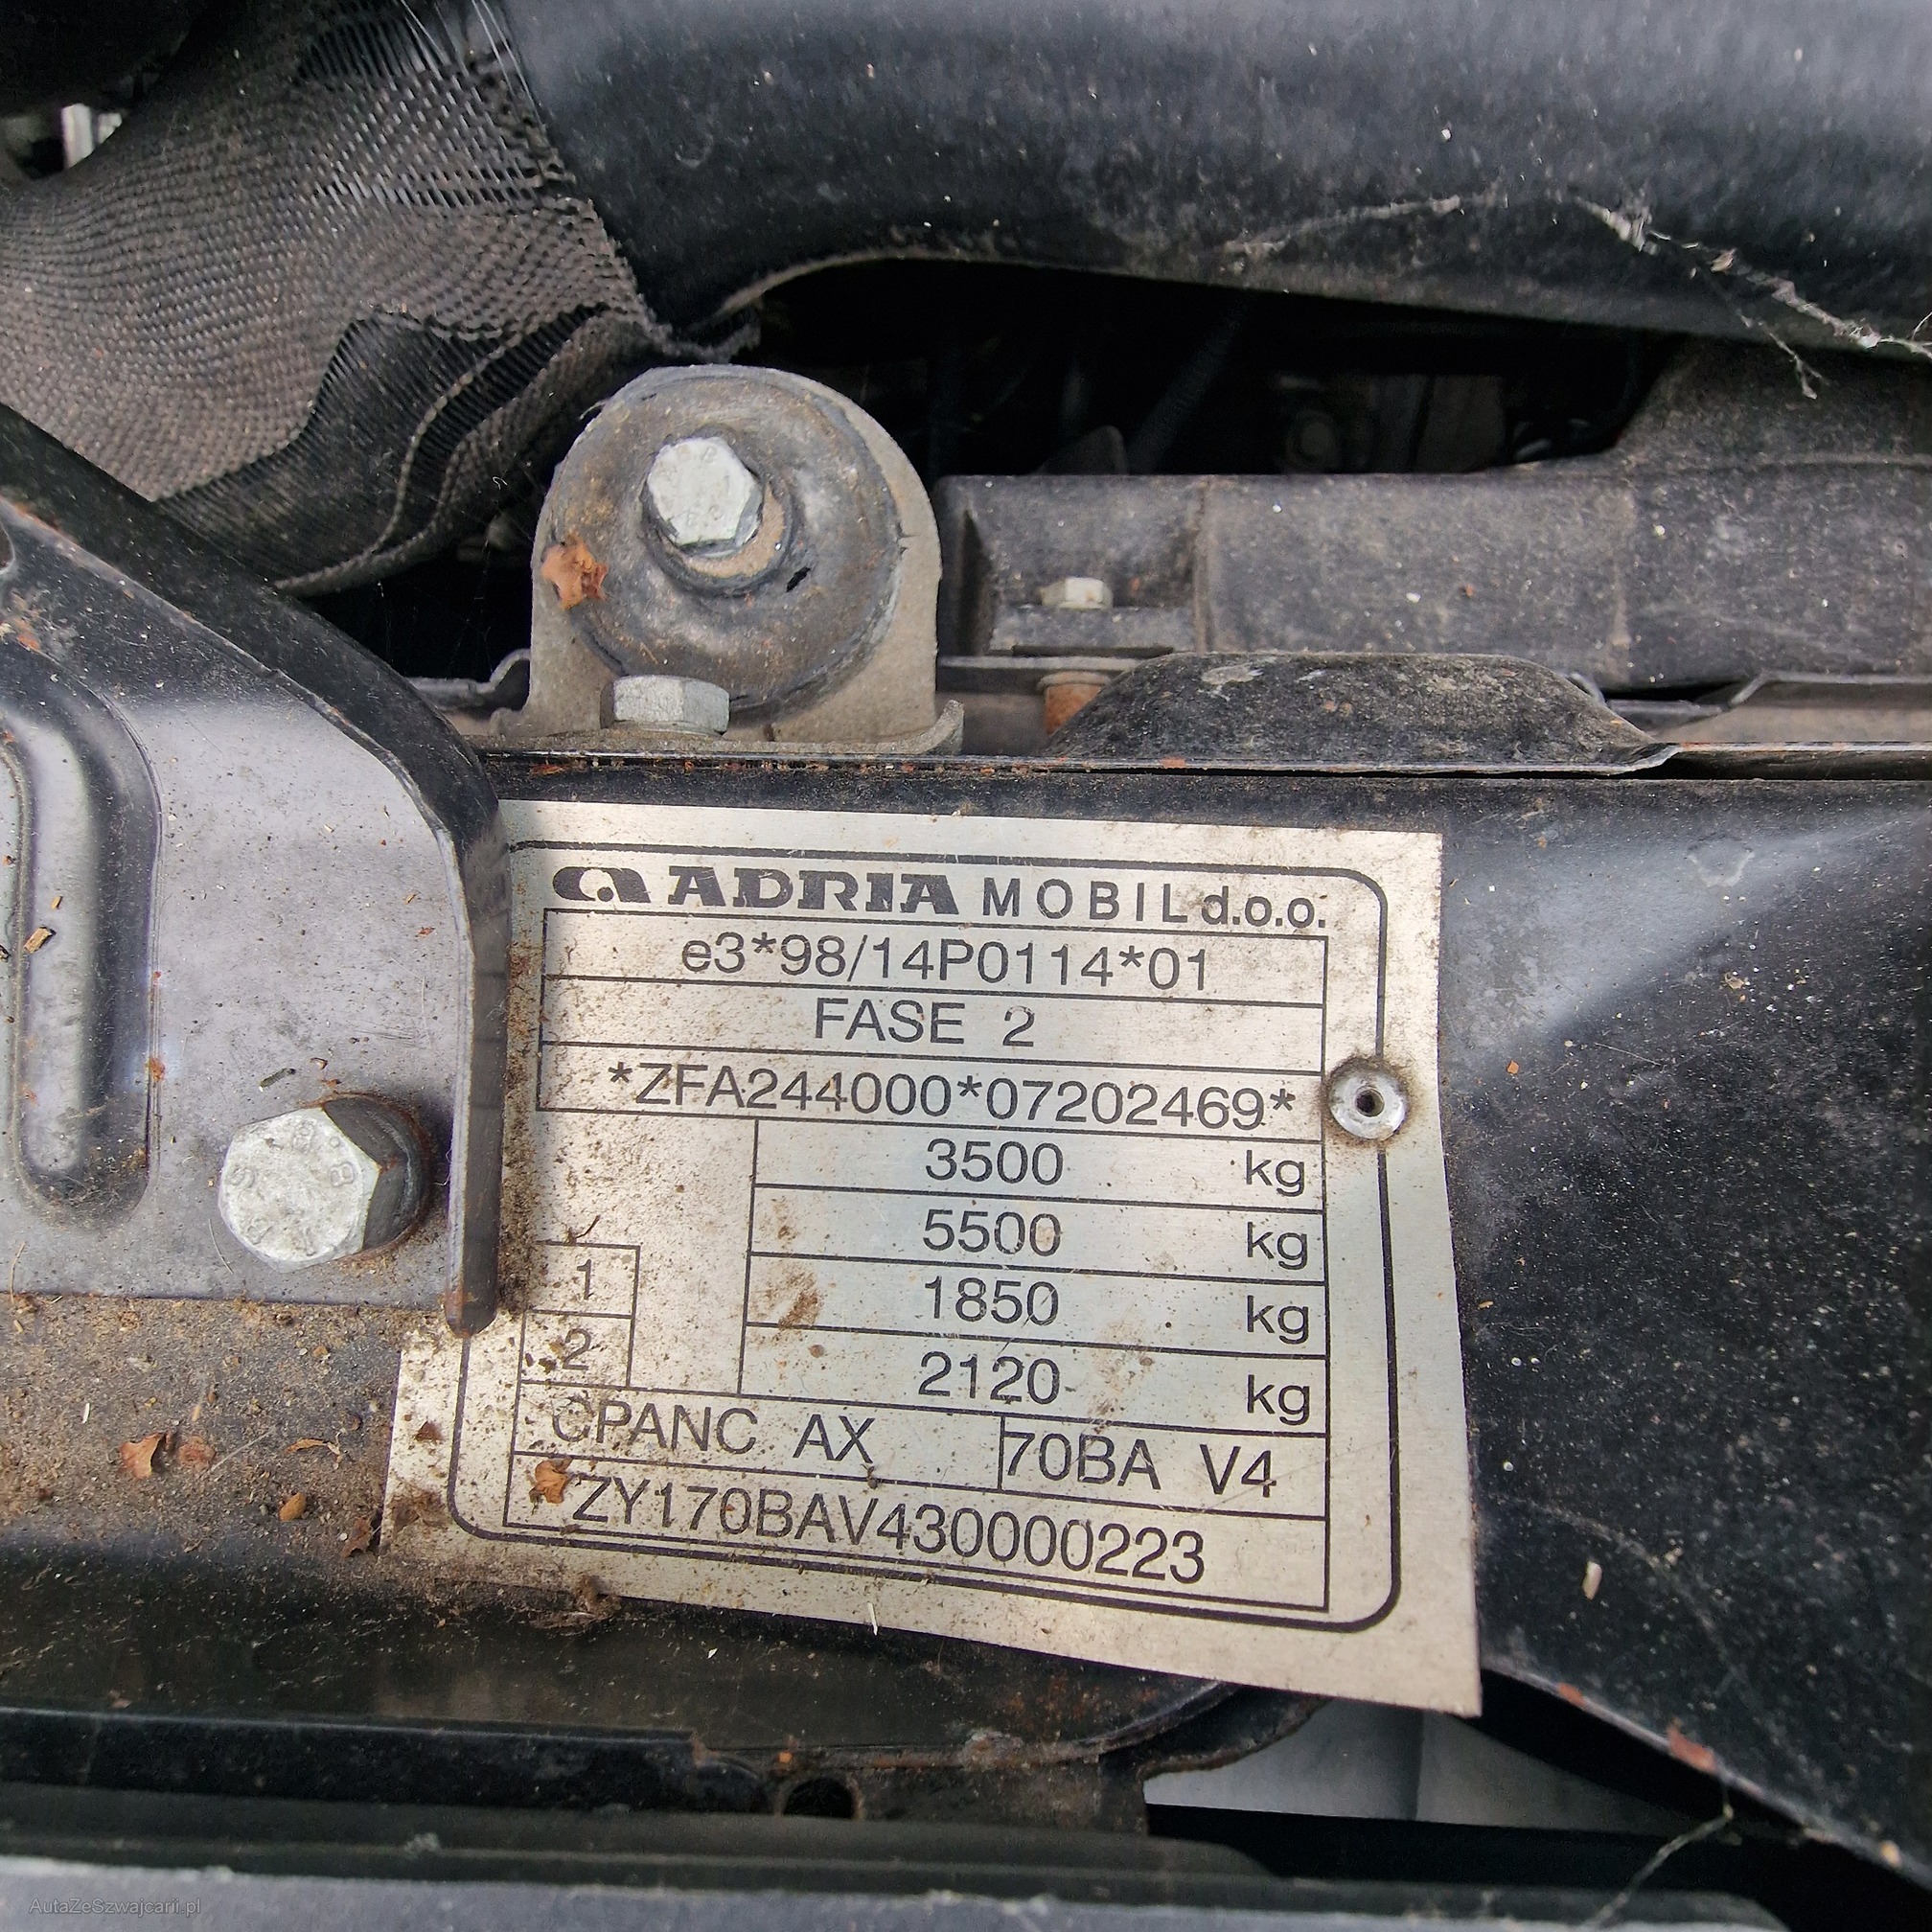 ADRIA MOBIL d.o.o.
e3*98/14P0114*01
FASE 2
*ZFA244000*07202469*
3500 kg
5500 kg
1 1850 kg
2 2120 kg
CPANC AX 70BA V4
ZY170BAV430000223
AutaZeSzwajcarii.pl